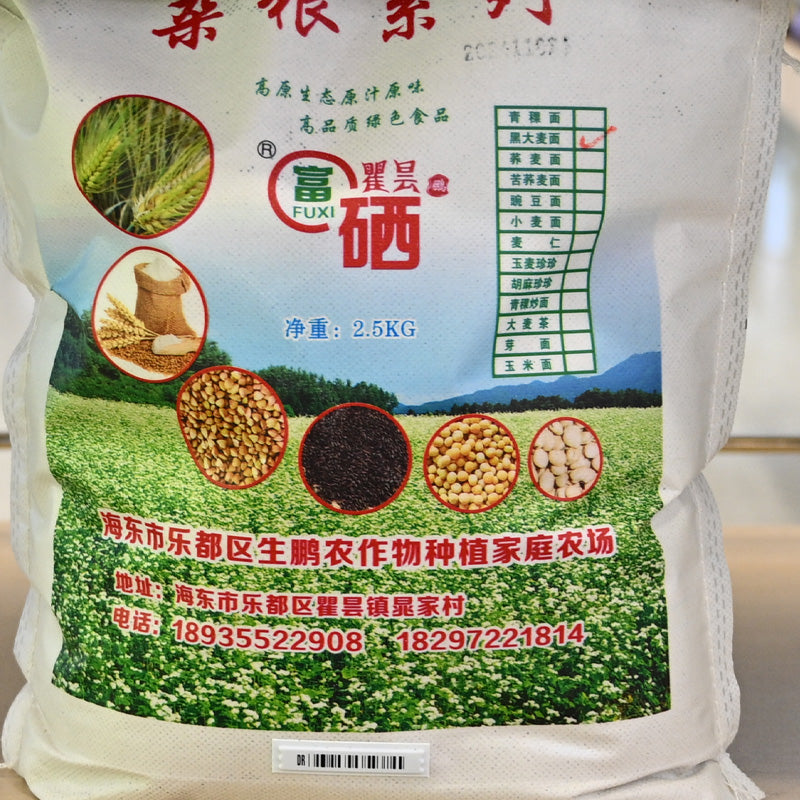 杂粮系列
高原生态原汁原味
高品质绿色食品
®
富
FUXI
瞿昙
硒
净重：2.5KG
青稞面
黑大麦面
荞麦面
苦荞麦面
豌豆面
小麦面
麦仁
玉麦珍珍
胡麻珍珍
青稞炒面
大麦茶
芽面
玉米面
海东市乐都区生鹏农作物种植家庭农场
地址：海东市乐都区瞿昙镇晁家村
电话：18935522908 18297221814
DR